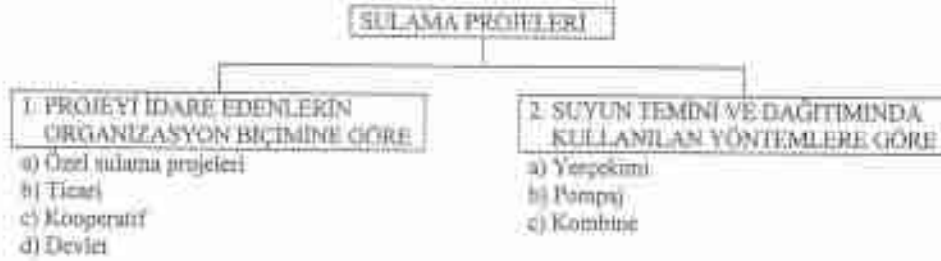 SULAMA PROJELERİ
1. PROJEYİ İDARE EDENLERİN
ORGANİZASYON BİÇİMİNE GÖRE
a) Özel sulama projeleri
b) Ticari
c) Kooperatif
d) Devlet
2. SUYUN TEMİNİ VE DAĞITIMINDA
KULLANILAN YÖNTEMLERE GÖRE
a) Yerçekimi
b) Pompaj
c) Kombine